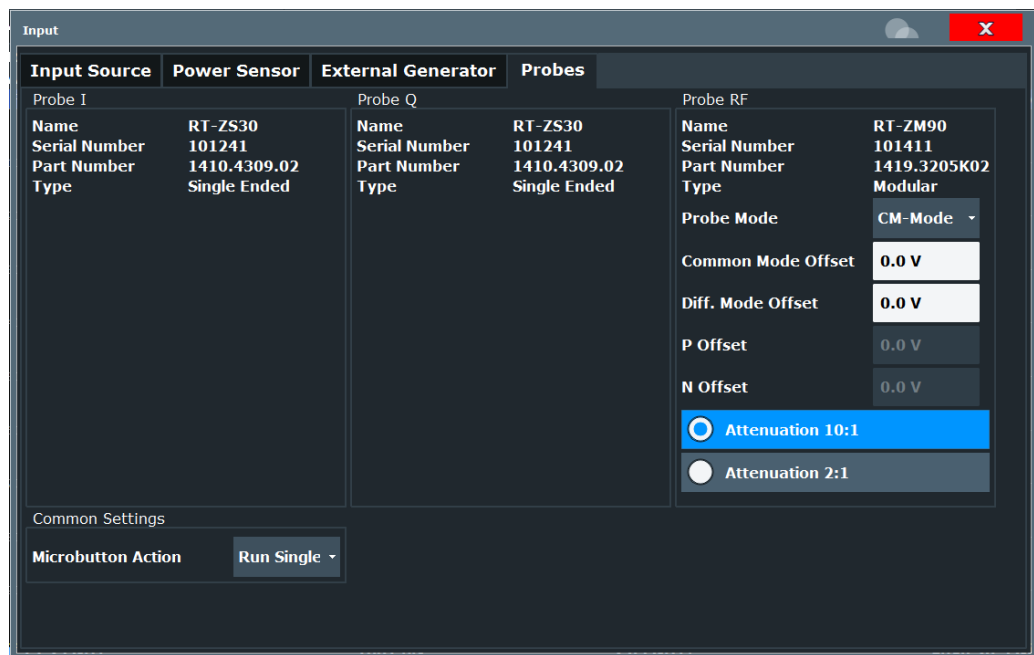 Input
X
Input Source Power Sensor External Generator Probes
Probe I
Name RT-ZS30
Serial Number 101241
Part Number 1410.4309.02
Type Single Ended
Probe Q
Name RT-ZS30
Serial Number 101241
Part Number 1410.4309.02
Type Single Ended
Probe RF
Name RT-ZM90
Serial Number 101411
Part Number 1419.3205K02
Type Modular
Probe Mode CM-Mode
Common Mode Offset 0.0 V
Diff. Mode Offset 0.0 V
P Offset 0.0 V
N Offset 0.0 V
Attenuation 10:1
Attenuation 2:1
Common Settings
Microbutton Action Run Single